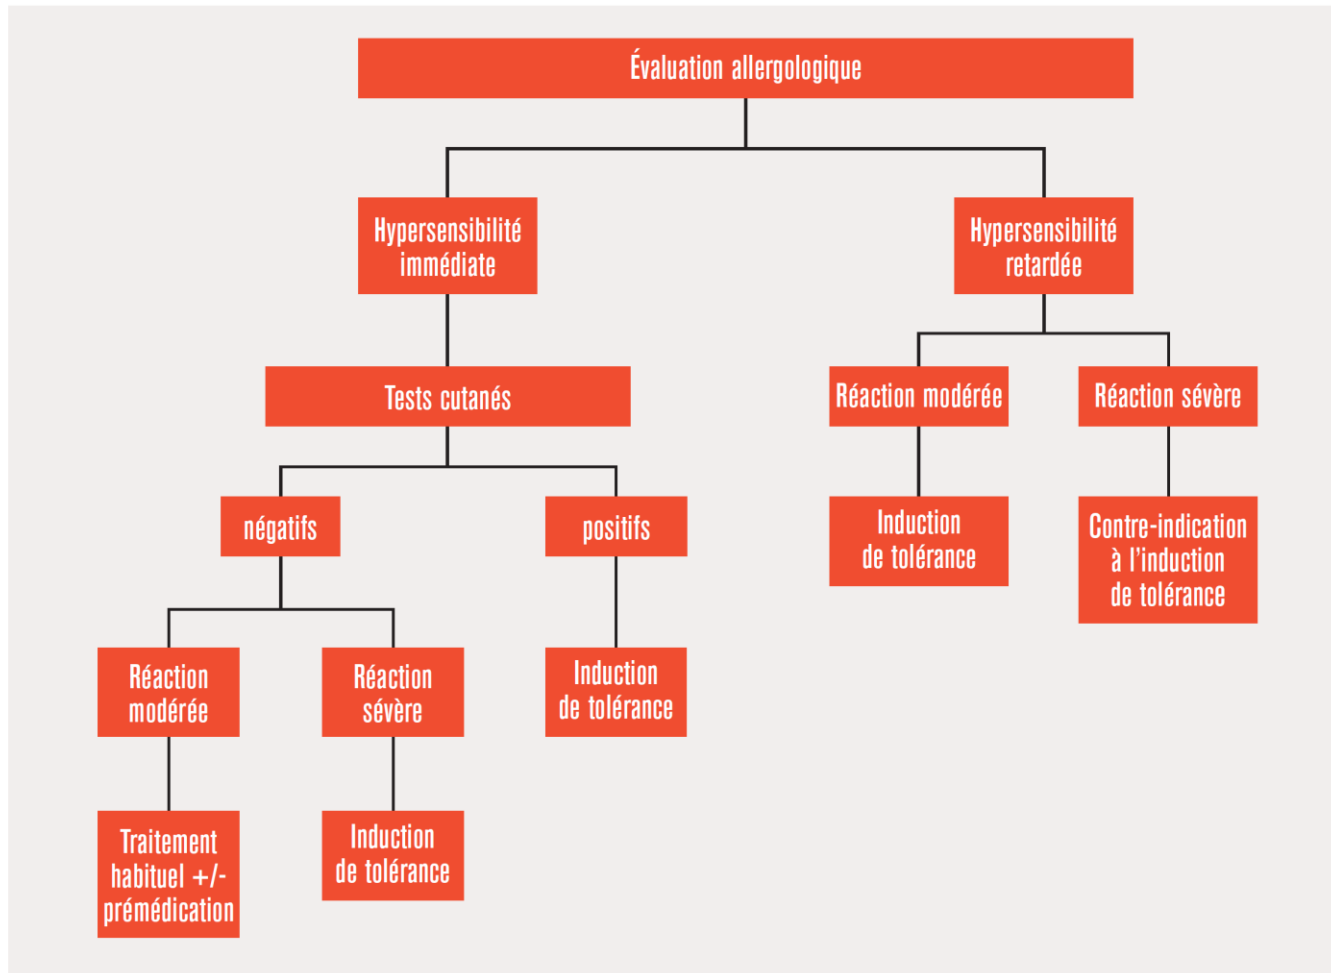 Évaluation allergologique
Hypersensibilité
immédiate
Hypersensibilité
retardée
Tests cutanés
Réaction modérée
Réaction sévère
négatifs
positifs
Induction
de tolérance
Contre-indication
à l'induction
de tolérance
Réaction
modérée
Réaction
sévère
Induction
de tolérance
Traitement
habituel +/-
prémédication
Induction
de tolérance